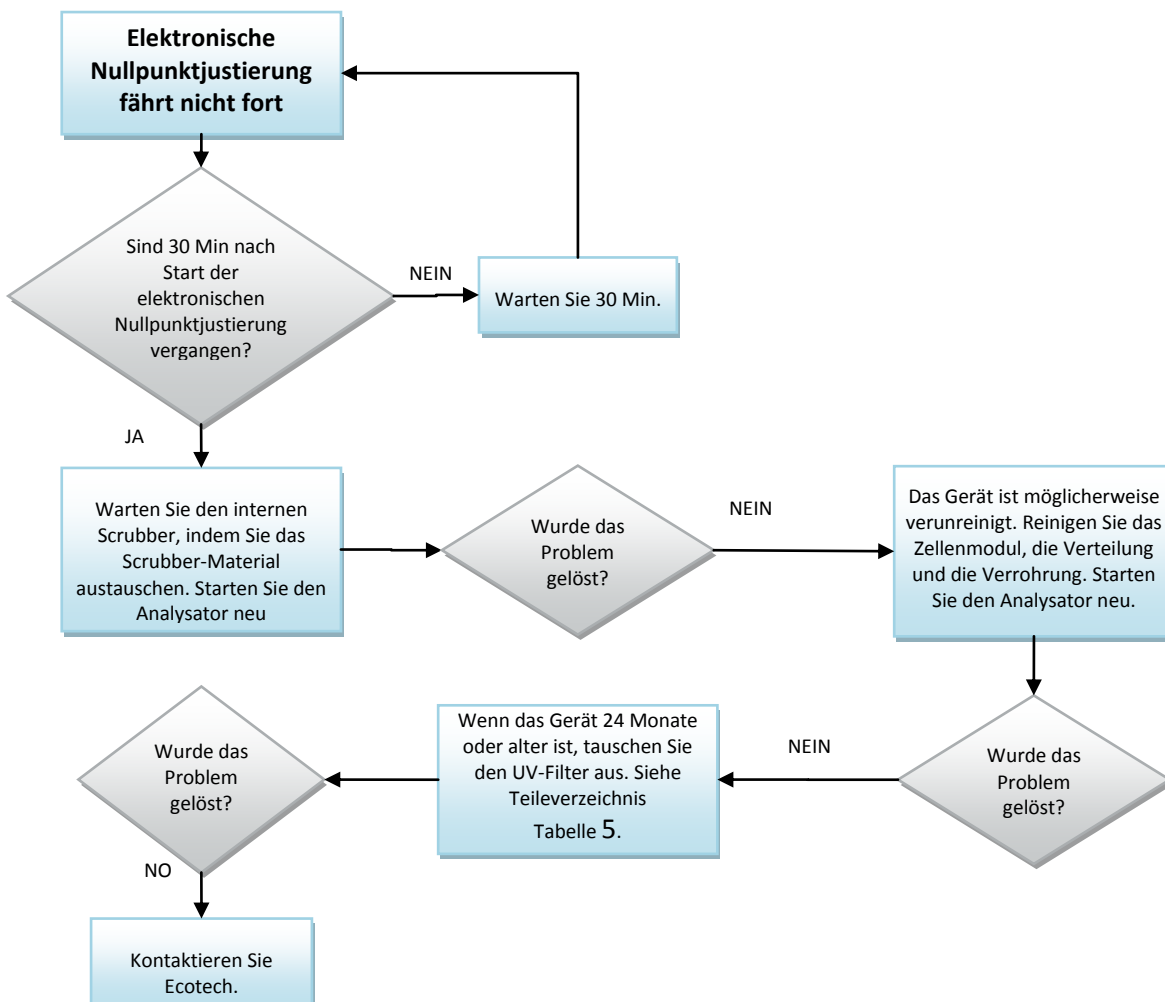 Elektronische
Nullpunktjustierung
fährt nicht fort
Sind 30 Min nach
Start der
elektronischen
Nullpunktjustierung
vergangen?
NEIN
Warten Sie 30 Min.
JA
Warten Sie den internen
Scrubber, indem Sie das
Scrubber-Material
austauschen. Starten Sie den
Analysator neu
Wurde das
Problem
gelöst?
NEIN
Das Gerät ist möglicherweise
verunreinigt. Reinigen Sie das
Zellenmodul, die Verteilung
und die Verrohrung. Starten
Sie den Analysator neu.
Wurde das
Problem
gelöst?
NEIN
Wenn das Gerät 24 Monate
oder alter ist, tauschen Sie
den UV-Filter aus. Siehe
Teileverzeichnis
Tabelle 5.
Wurde das
Problem
gelöst?
NO
Kontaktieren Sie
Ecotech.